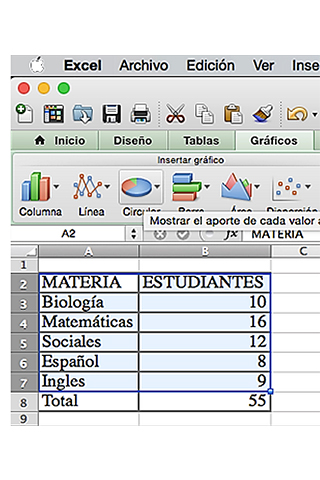 Excel Archivo Edición Ver Inse
Inicio Diseño Tablas Gráficos
Insertar gráfico
Columna Línea Circular Barra Área Dispersión
Mostrar el aporte de cada valor a
A2 fx MATERIA
A B C
1
2 MATERIA ESTUDIANTES
3 Biología 10
4 Matemáticas 16
5 Sociales 12
6 Español 8
7 Ingles 9
8 Total 55
9